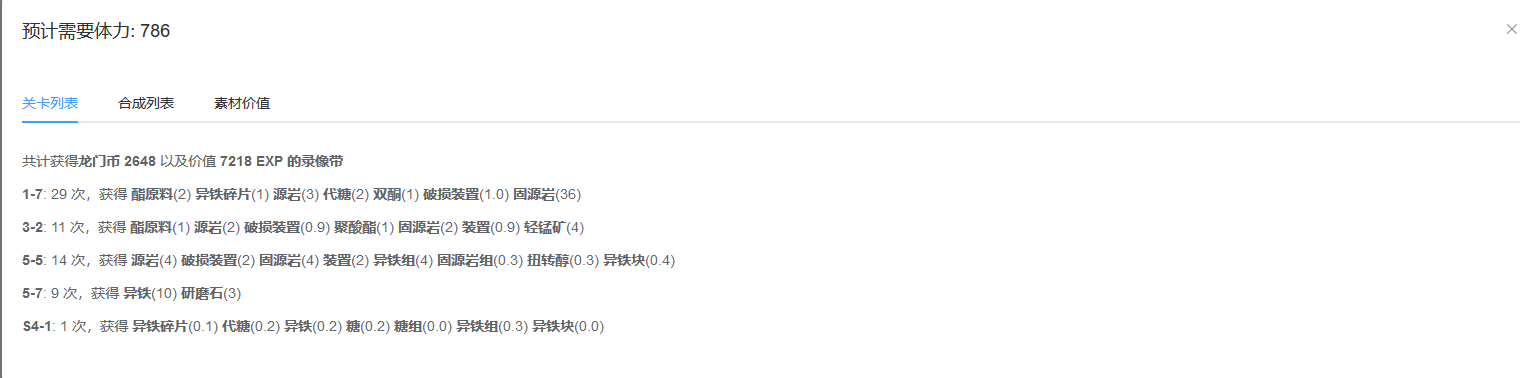 预计需要体力: 786
关卡列表 合成列表 素材价值
共计获得龙门币 2648 以及价值 7218 EXP 的录像带
1-7: 29 次，获得 酯原料(2) 异铁碎片(1) 源岩(3) 代糖(2) 双酮(1) 破损装置(1.0) 固源岩(36)
3-2: 11 次，获得 酯原料(1) 源岩(2) 破损装置(0.9) 聚酸酯(1) 固源岩(2) 装置(0.9) 轻锰矿(4)
5-5: 14 次，获得 源岩(4) 破损装置(2) 固源岩(4) 装置(2) 异铁组(4) 固源岩组(0.3) 扭转醇(0.3) 异铁块(0.4)
5-7: 9 次，获得 异铁(10) 研磨石(3)
S4-1: 1 次，获得 异铁碎片(0.1) 代糖(0.2) 异铁(0.2) 糖(0.2) 糖组(0.0) 异铁组(0.3) 异铁块(0.0)